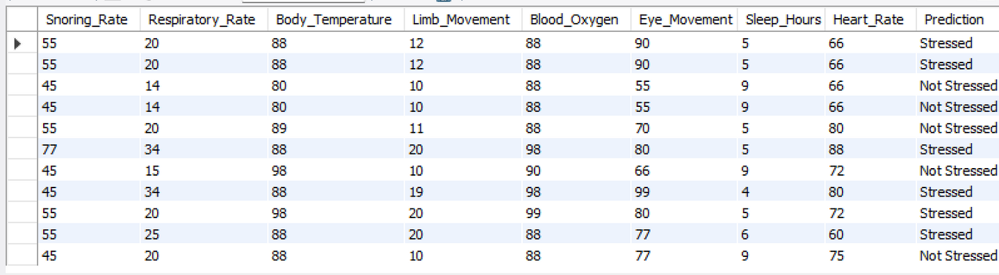 Snoring_Rate Respiratory_Rate Body_Temperature Limb_Movement Blood_Oxygen Eye_Movement Sleep_Hours Heart_Rate Prediction
55 20 88 12 88 90 5 66 Stressed
55 20 88 12 88 90 5 66 Stressed
45 14 80 10 88 55 9 66 Not Stressed
45 14 80 10 88 55 9 66 Not Stressed
55 20 89 11 88 70 5 80 Not Stressed
77 34 88 20 98 80 5 88 Stressed
45 15 98 10 90 66 9 72 Not Stressed
45 34 88 19 98 99 4 80 Stressed
55 20 98 20 99 80 5 72 Stressed
55 25 88 20 88 77 6 60 Stressed
45 20 88 10 88 77 9 75 Not Stressed